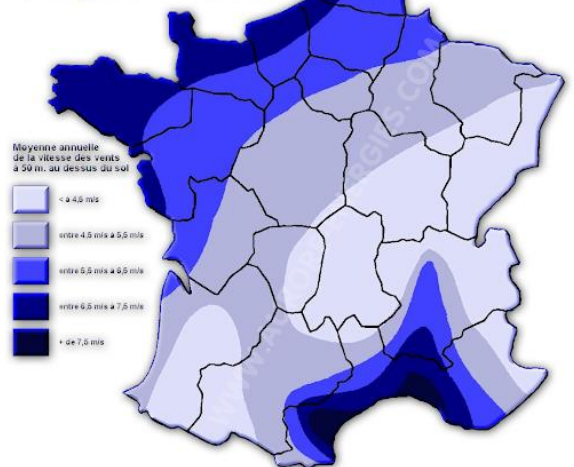 Moyenne annuelle
de la vitesse des vents
à 50 m. au dessus du sol
< à 4,5 m/s
entre 4,5 m/s à 5,5 m/s
entre 5,5 m/s à 6,5 m/s
entre 6,5 m/s à 7,5 m/s
+ de 7,5 m/s